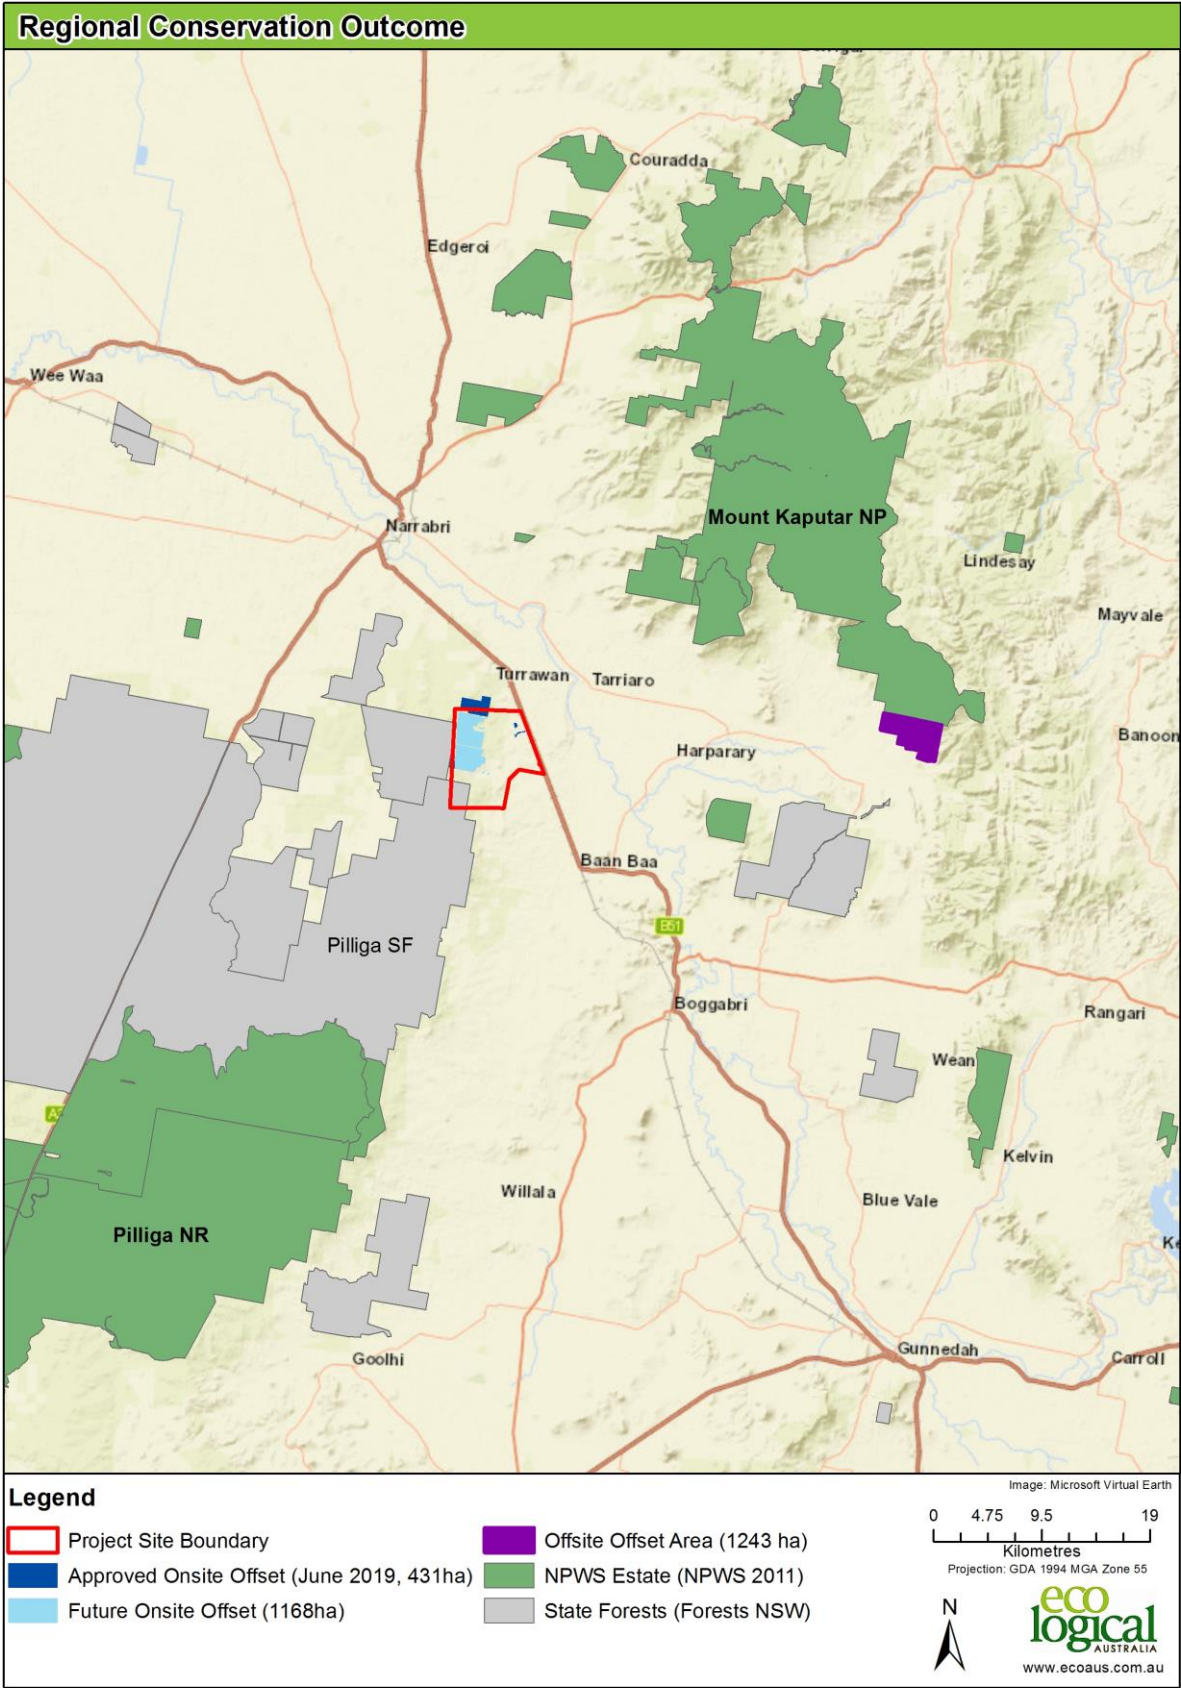 Regional Conservation Outcome
Couradda
Edgeroi
Wee Waa
Narrabri
Mount Kaputar NP
Lindesay
Mayvale
Turrawan
Tarriaro
Banoon
Harparary
Baan Baa
B51
Pilliga SF
Boggabri
Rangari
Wean
Kelvin
Willala
Blue Vale
Pilliga NR
Goolhi
Gunnedah
Carroll
Legend
Project Site Boundary
Approved Onsite Offset (June 2019, 431ha)
Future Onsite Offset (1168ha)
Offsite Offset Area (1243 ha)
NPWS Estate (NPWS 2011)
State Forests (Forests NSW)
Image: Microsoft Virtual Earth
0 4.75 9.5 19
Kilometres
Projection: GDA 1994 MGA Zone 55
N
eco
logical
AUSTRALIA
www.ecoaus.com.au